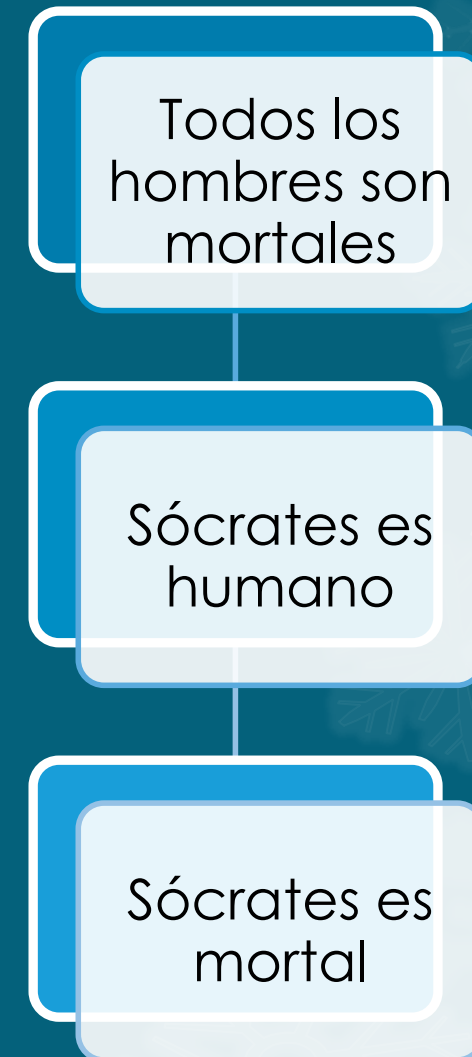 Todos los
hombres son
mortales
Sócrates es
humano
Sócrates es
mortal